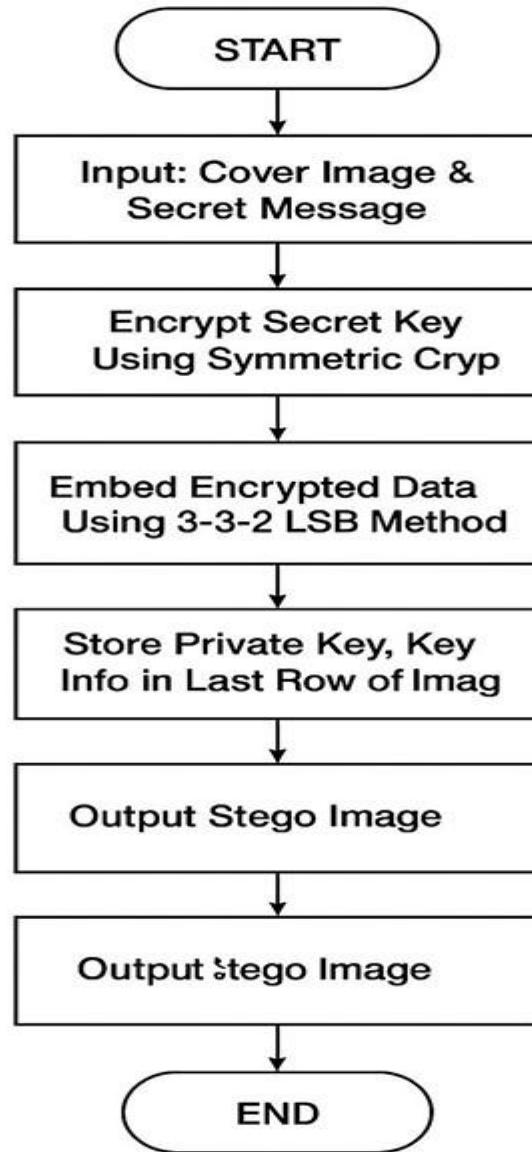 START
Input: Cover Image &
Secret Message
Encrypt Secret Key
Using Symmetric Cryp
Embed Encrypted Data
Using 3-3-2 LSB Method
Store Private Key, Key
Info in Last Row of Imag
Output Stego Image
Output Image
END